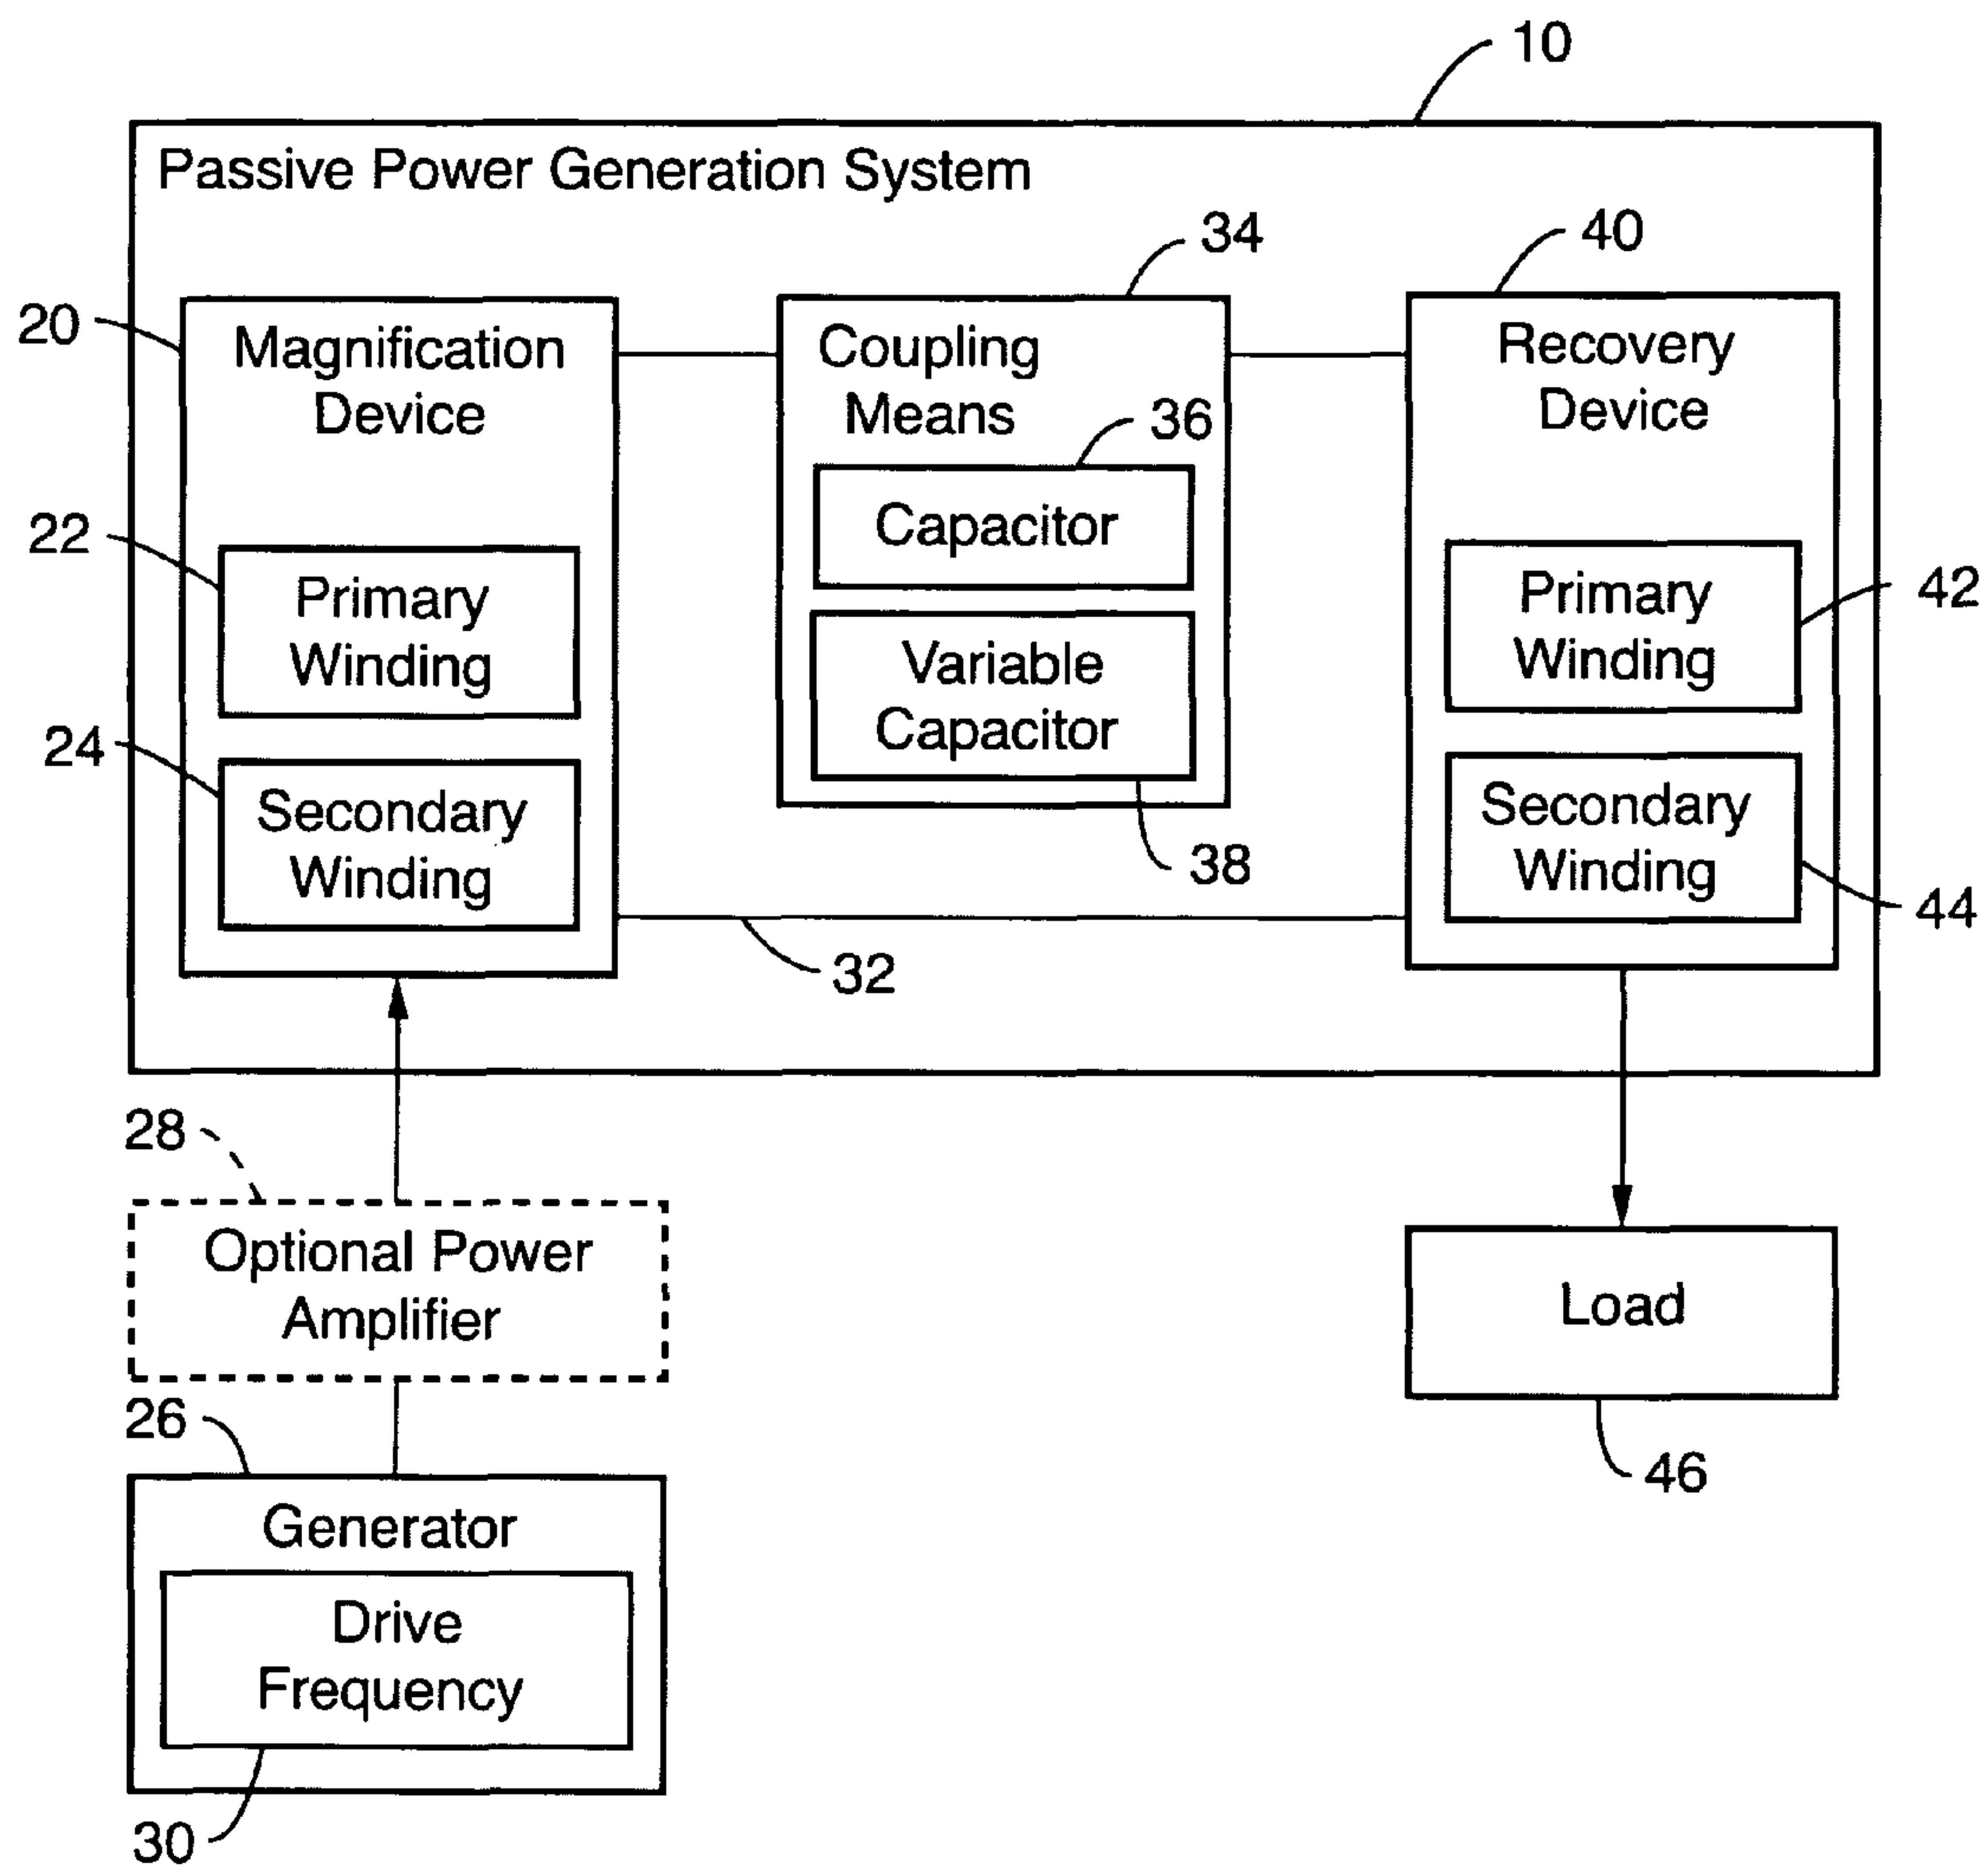 10
Passive Power Generation System
34
40
20
Magnification
Device
Coupling
Means
Recovery
Device
36
Capacitor
22
Primary
Winding
Primary
Winding
42
Variable
Capacitor
24
Secondary
Winding
Secondary
Winding
38
44
32
28
Optional Power
Amplifier
Load
26
46
Generator
Drive
Frequency
30